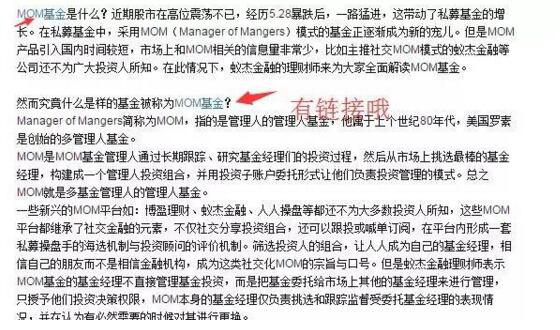 MOM基金是什么？近期股市在高位震荡不已，经历5.28暴跌后，一路猛进，这带动了私募基金的增
长。在私募基金中，采用MOM（Manager of Mangers）模式的基金正逐渐成为新的宠儿。但是MOM
产品引入国内时间较短，市场上和MOM相关的信息量非常少，比如主推社交MOM模式的蚁杰金融等
公司还不为广大投资人所知。在此情况下，蚁杰金融的理财师来为大家全面解读MOM基金。
然而究竟什么是样的基金被称为MOM基金？
有链接哦
Manager of Mangers简称为MOM，指的是管理人的管理人基金，他属于上个世纪80年代，美国罗素
是创始的多管理人基金。
MOM是MOM基金管理人通过长期跟踪、研究基金经理们的投资过程，然后从市场上挑选最棒的基金
经理，构建成一个管理人投资组合，并用投资子账户委托形式让他们负责投资管理的模式。总之
MOM就是多基金管理人的管理人基金。
一些新兴的MOM平台如：博盈理财、蚁杰金融、人人操盘等都还不为大多数投资人所知，这些MOM
平台都继承了社交金融的元素，不仅社交分享投资组合，还可以跟投或喊单订阅，在平台内形成一套
私募操盘手的海选机制与投资顾问的评价机制。筛选投资人的组合，让人人成为自己的基金经理，相
信自己的朋友而不是相信金融机构，成为这类社交化MOM的宗旨与口号。但是蚁杰金融理财师表示
MOM基金的基金经理不直接管理基金投资，而是把基金委托给市场上其他的基金经理来进行管理，
只授予他们投资决策权限，MOM本身的基金经理仅负责挑选和跟踪监督受委托基金经理的表现情
况，并在认为有必然需要的时候对其进行更换。